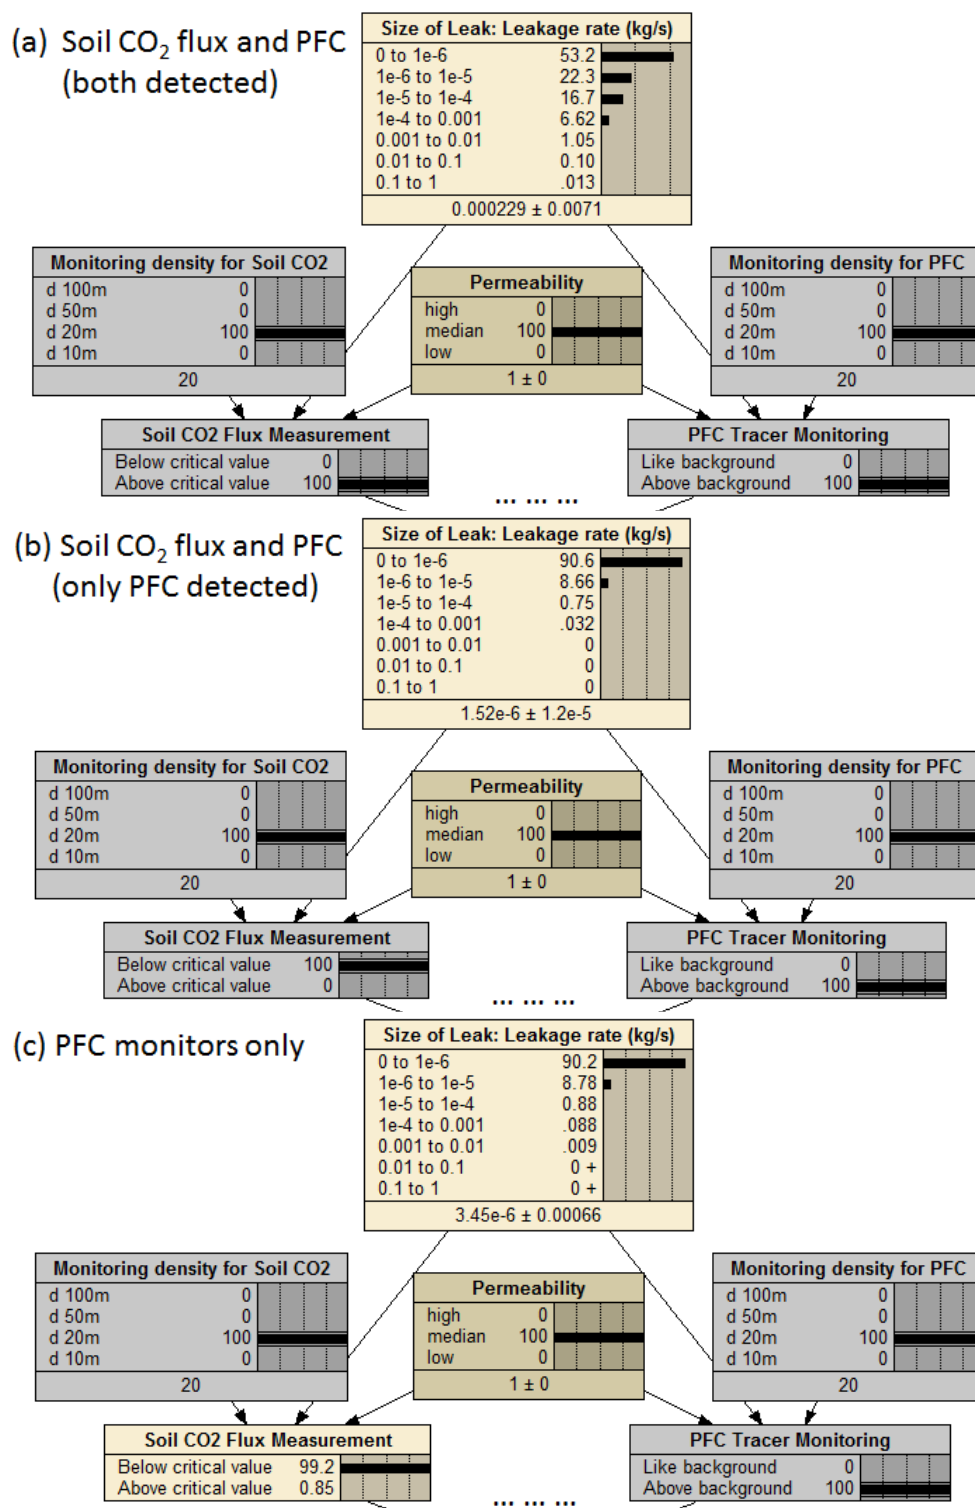 (a) Soil CO₂ flux and PFC
(both detected)
Size of Leak: Leakage rate (kg/s)
0 to 1e-6 53.2
1e-6 to 1e-5 22.3
1e-5 to 1e-4 16.7
1e-4 to 0.001 6.62
0.001 to 0.01 1.05
0.01 to 0.1 0.10
0.1 to 1 .013
0.000229 ± 0.0071
Monitoring density for Soil CO2
d 100m 0
d 50m 0
d 20m 100
d 10m 0
20
Permeability
high 0
median 100
low 0
1 ± 0
Monitoring density for PFC
d 100m 0
d 50m 0
d 20m 100
d 10m 0
20
Soil CO2 Flux Measurement
Below critical value 0
Above critical value 100
... ... ...
PFC Tracer Monitoring
Like background 0
Above background 100
(b) Soil CO₂ flux and PFC
(only PFC detected)
Size of Leak: Leakage rate (kg/s)
0 to 1e-6 90.6
1e-6 to 1e-5 8.66
1e-5 to 1e-4 0.75
1e-4 to 0.001 .032
0.001 to 0.01 0
0.01 to 0.1 0
0.1 to 1 0
1.52e-6 ± 1.2e-5
Monitoring density for Soil CO2
d 100m 0
d 50m 0
d 20m 100
d 10m 0
20
Permeability
high 0
median 100
low 0
1 ± 0
Monitoring density for PFC
d 100m 0
d 50m 0
d 20m 100
d 10m 0
20
Soil CO2 Flux Measurement
Below critical value 100
Above critical value 0
... ... ...
PFC Tracer Monitoring
Like background 0
Above background 100
(c) PFC monitors only
Size of Leak: Leakage rate (kg/s)
0 to 1e-6 90.2
1e-6 to 1e-5 8.78
1e-5 to 1e-4 0.88
1e-4 to 0.001 .088
0.001 to 0.01 .009
0.01 to 0.1 0 +
0.1 to 1 0 +
3.45e-6 ± 0.00066
Monitoring density for Soil CO2
d 100m 0
d 50m 0
d 20m 100
d 10m 0
20
Permeability
high 0
median 100
low 0
1 ± 0
Monitoring density for PFC
d 100m 0
d 50m 0
d 20m 100
d 10m 0
20
Soil CO2 Flux Measurement
Below critical value 99.2
Above critical value 0.85
... ... ...
PFC Tracer Monitoring
Like background 0
Above background 100